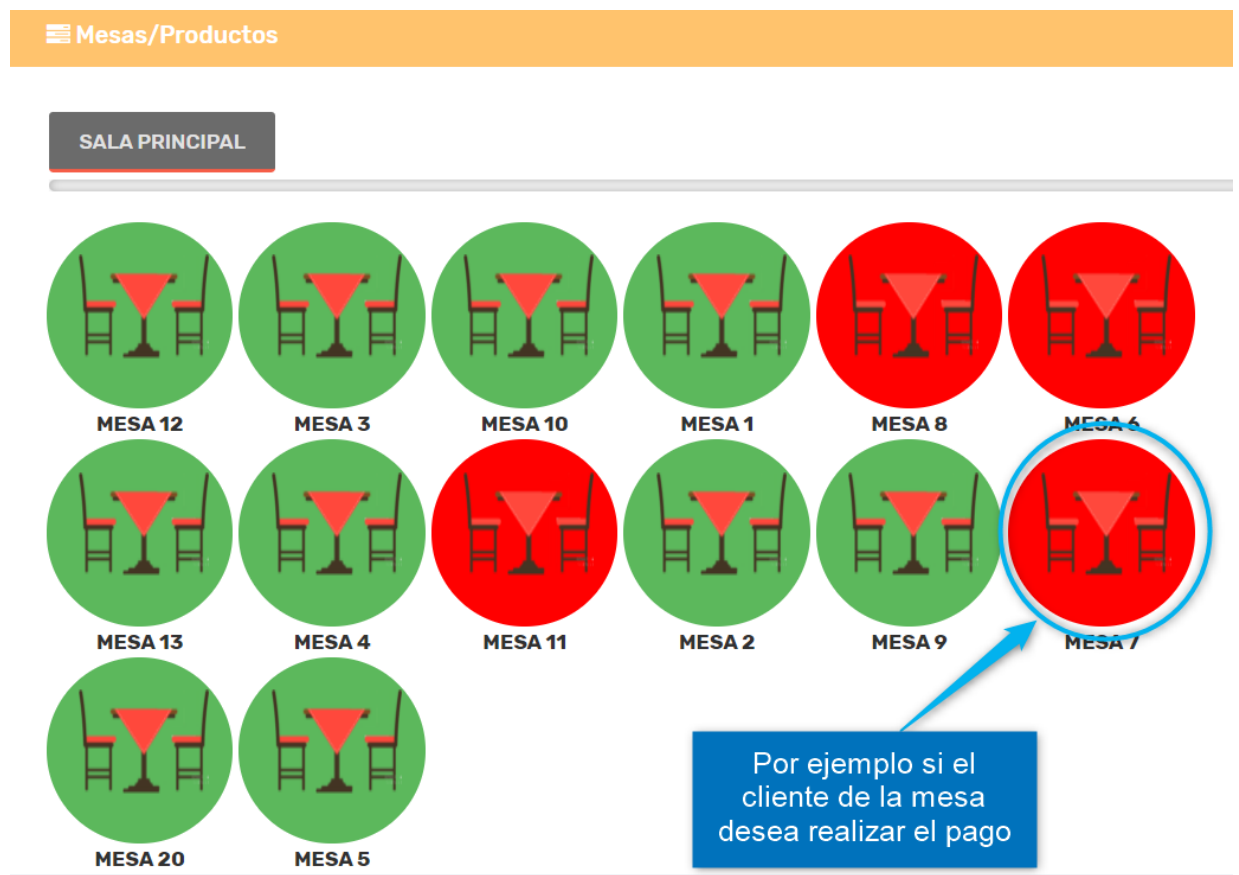 Mesas/Productos
SALA PRINCIPAL
MESA 12
MESA 3
MESA 10
MESA 1
MESA 8
MESA 6
MESA 13
MESA 4
MESA 11
MESA 2
MESA 9
MESA 7
MESA 20
MESA 5
Por ejemplo si el
cliente de la mesa
desea realizar el pago